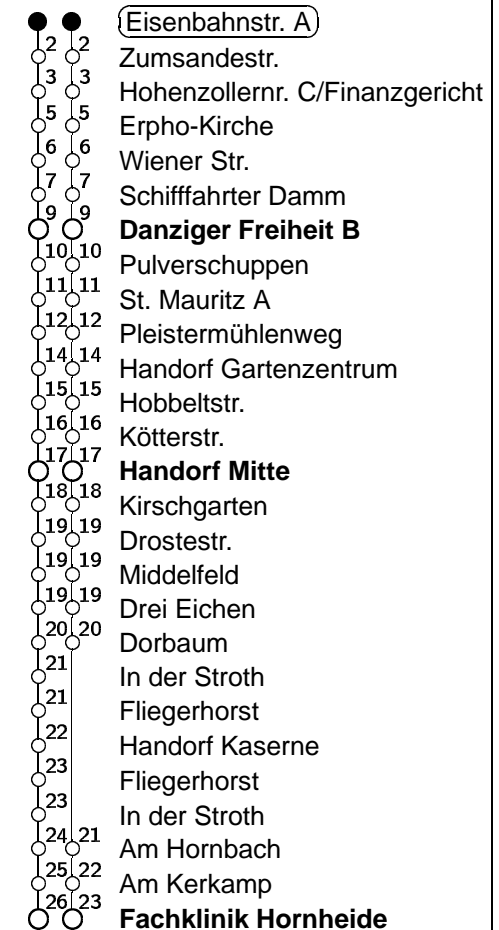 Eisenbahnstr. A
2 2 Zumsandestr.
3 3 Hohenzollernr. C/Finanzgericht
5 5 Erpho-Kirche
6 6 Wiener Str.
7 7 Schifffahrter Damm
9 9 Danziger Freiheit B
10 10 Pulverschuppen
11 11 St. Mauritz A
12 12 Pleistermühlenweg
14 14 Handorf Gartenzentrum
15 15 Hobbeltstr.
16 16 Kötterstr.
17 17 Handorf Mitte
18 18 Kirschgarten
19 19 Drostestr.
19 19 Middelfeld
19 19 Drei Eichen
20 20 Dorbaum
21 In der Stroth
21 Fliegerhorst
22 Handorf Kaserne
23 Fliegerhorst
23 In der Stroth
24 21 Am Hornbach
25 22 Am Kerkamp
26 23 Fachklinik Hornheide